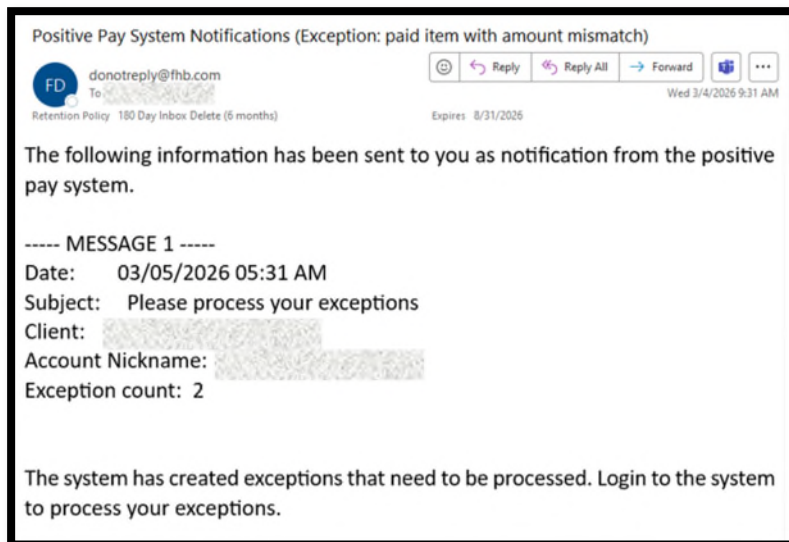 Positive Pay System Notifications (Exception: paid item with amount mismatch)
FD
donotreply@fhb.com
To
Reply
Reply All
Forward
Wed 3/4/2026 9:31 AM
Retention Policy 180 Day Inbox Delete (6 months)
Expires 8/31/2026
The following information has been sent to you as notification from the positive
pay system.
----- MESSAGE 1 -----
Date: 03/05/2026 05:31 AM
Subject: Please process your exceptions
Client:
Account Nickname:
Exception count: 2
The system has created exceptions that need to be processed. Login to the system
to process your exceptions.